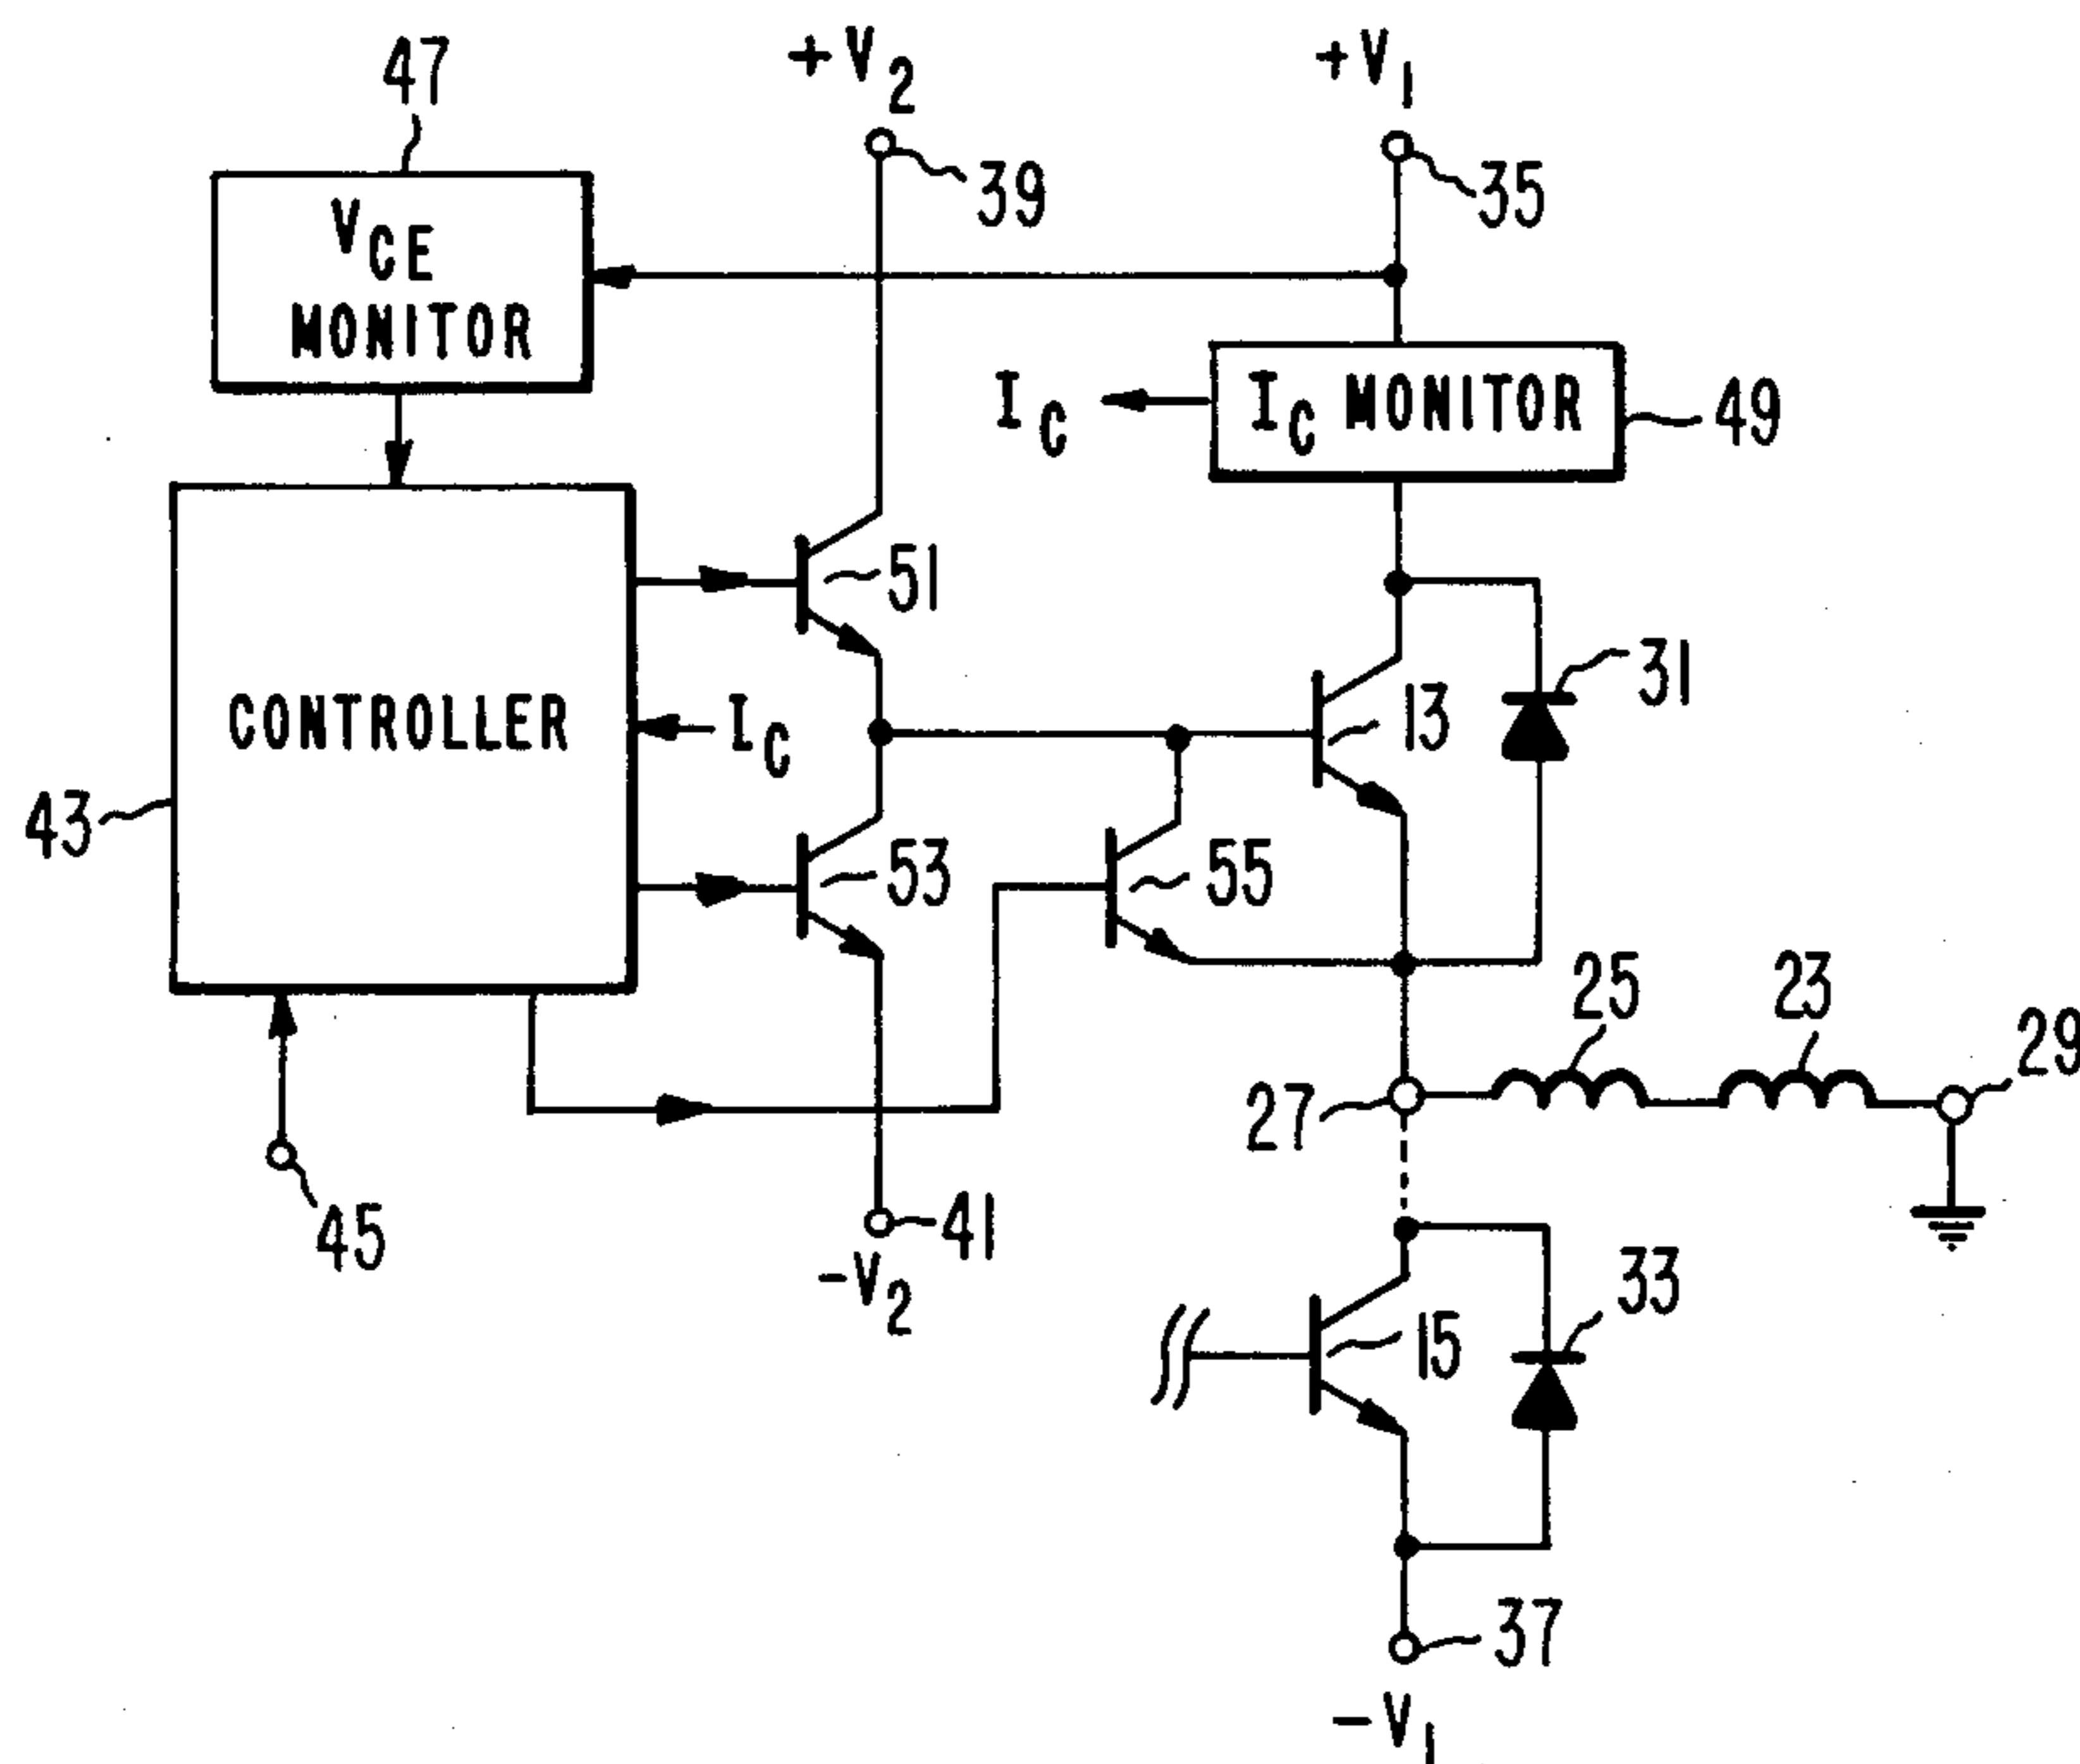 47
+V2
+V1
39
35
VCE
MONITOR
IC
IC MONITOR
49
51
31
13
CONTROLLER
IC
43
53
55
25
23
29
27
45
41
-V2
33
15
37
-V1